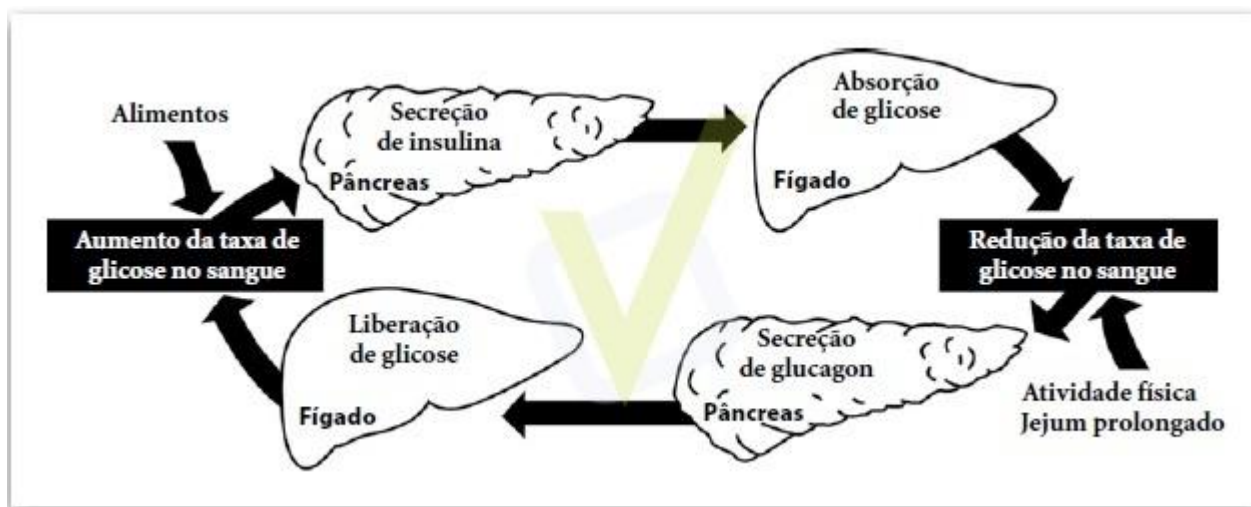 Alimentos
Secreção
de insulina
Pâncreas
Absorção
de glicose
Fígado
Aumento da taxa de
glicose no sangue
Redução da taxa de
glicose no sangue
Liberação
de glicose
Fígado
Secreção
de glucagon
Pâncreas
Atividade física
Jejum prolongado